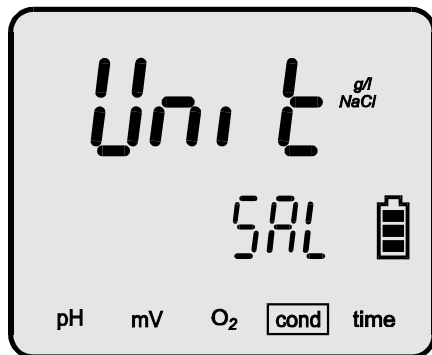 Unit g/l
NaCl
SAL
pH mV O₂ cond time